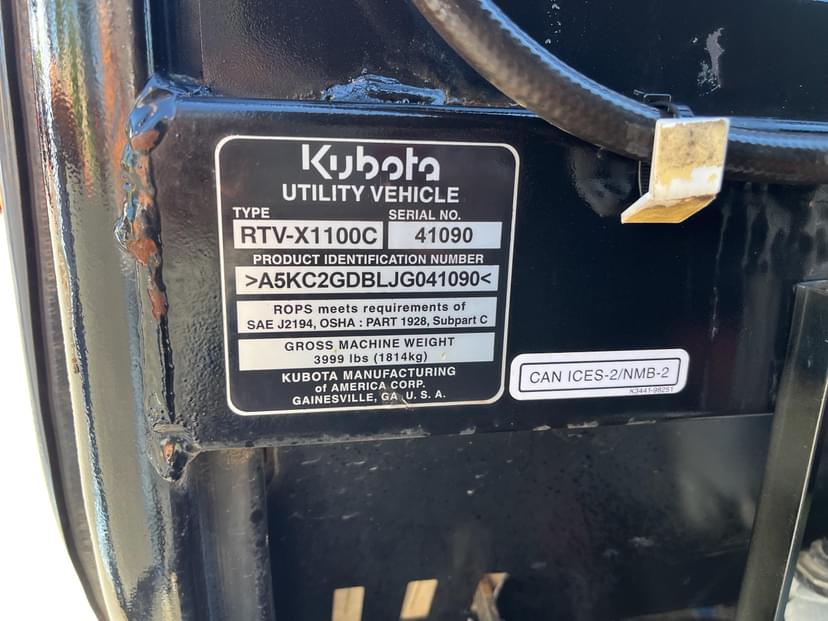 Kubota
UTILITY VEHICLE
TYPE SERIAL NO.
RTV-X1100C 41090
PRODUCT IDENTIFICATION NUMBER
>A5KC2GDBLJG041090<
ROPS meets requirements of
SAE J2194, OSHA : PART 1928, Subpart C
GROSS MACHINE WEIGHT
3999 lbs (1814kg)
KUBOTA MANUFACTURING
of AMERICA CORP.
GAINESVILLE, GA U. S. A.
CAN ICES-2/NMB-2
K3441-98251